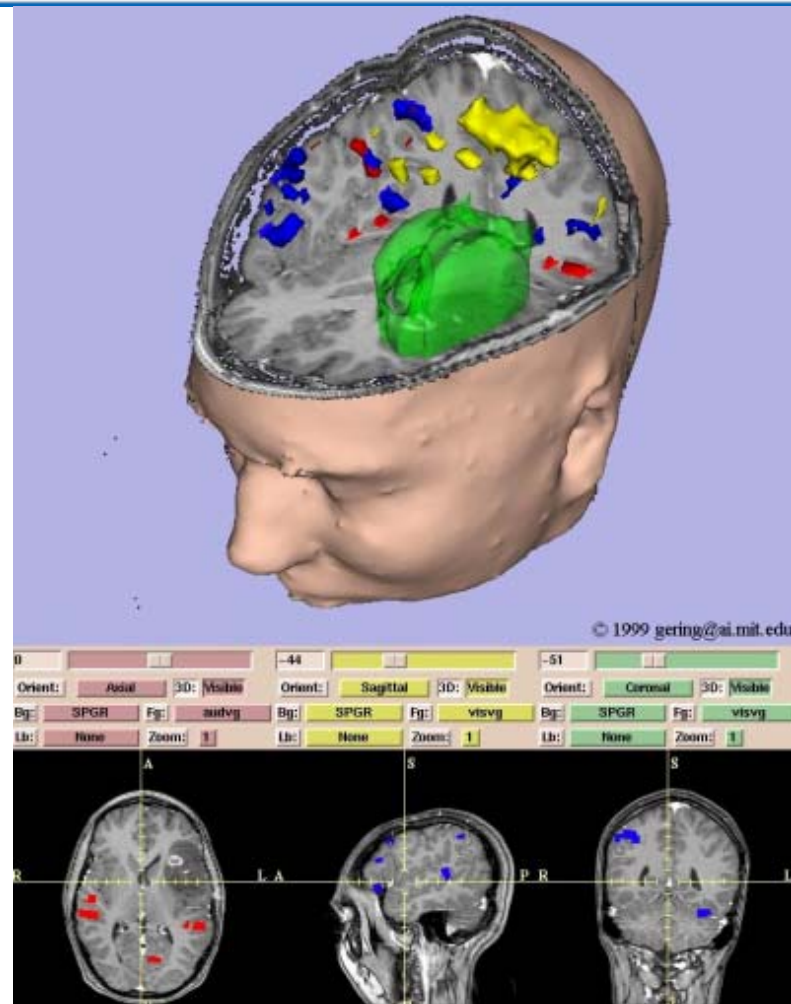 © 1999 gering@ai.mit.edu
0 -44 -51
Orient: Axial 3D: Visible Orient: Sagittal 3D: Visible Orient: Coronal 3D: Visible
Bg: SPGR Fg: audvg Bg: SPGR Fg: visvg Bg: SPGR Fg: visvg
Lb: None Zoom: 1 Lb: None Zoom: 1 Lb: None Zoom: 1
A S S
R L A P R L